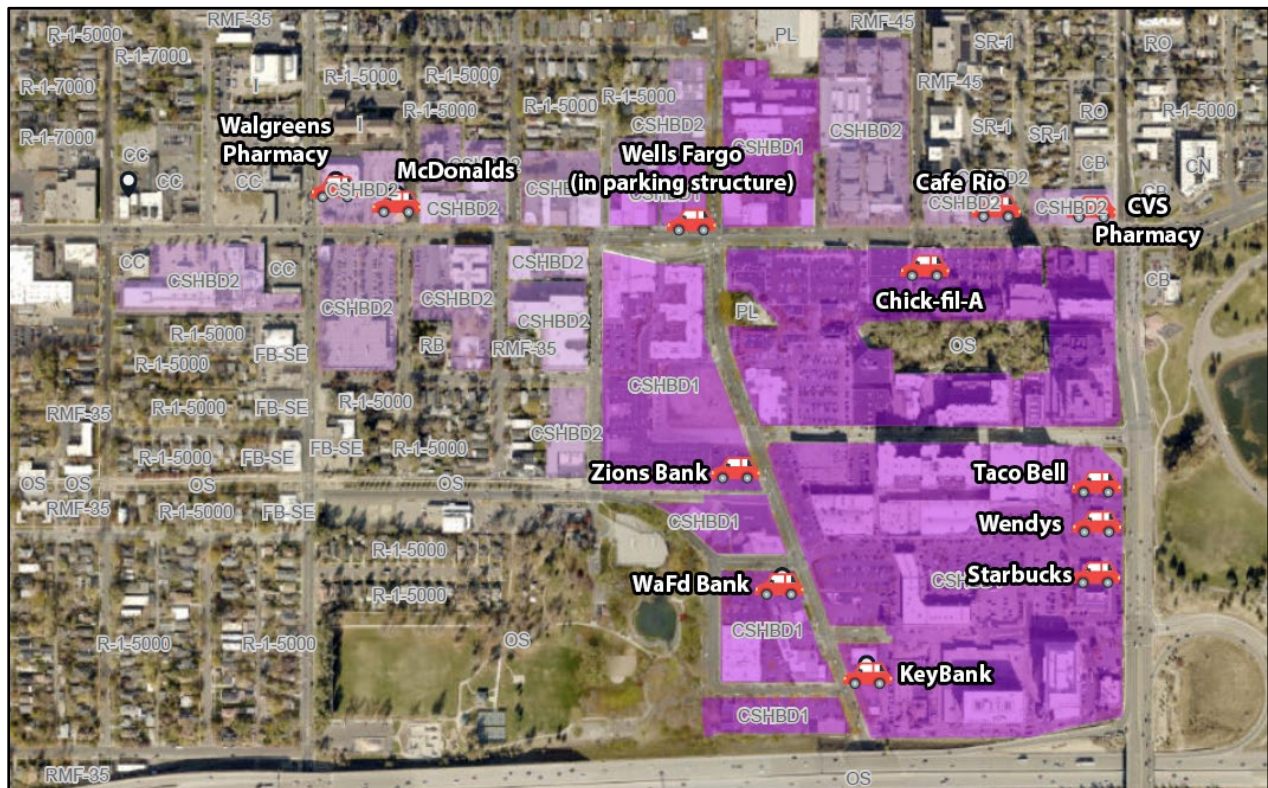 RMF-35
RMF-45
R-1-5000
R-1-7000
R-1-5000
PL
SR-1
RO
R-1-7000
I
R-1-5000
R-1-5000
R-1-5000
RMF-45
CSHBD2
RO
R-1-5000
R-1-7000
I
CSHBD1
CSHBD2
SR-1
SR-1
CB
CN
CC
CC
CC
Walgreens
Pharmacy
CSHBD2
McDonalds
CSHBD2
Wells Fargo
(in parking structure)
Cafe Rio
CSHBD2
CSHBD2
CB
CVS
Pharmacy
CC
CSHBD2
CC
CSHBD2
CSHBD2
CSHBD2
CSHBD2
PL
Chick-fil-A
CB
OS
R-1-5000
R-1-5000
FB-SE
RB
RMF-35
CSHBD1
RMF-35
R-1-5000
FB-SE
R-1-5000
CSHBD2
R-1-5000
FB-SE
FB-SE
R-1-5000
Zions Bank
Taco Bell
OS
OS
OS
OS
RMF-35
R-1-5000
FB-SE
CSHBD1
Wendys
R-1-5000
R-1-5000
WaFd Bank
Starbucks
CSHBD1
R-1-5000
R-1-5000
OS
KeyBank
CSHBD1
RMF-35
OS